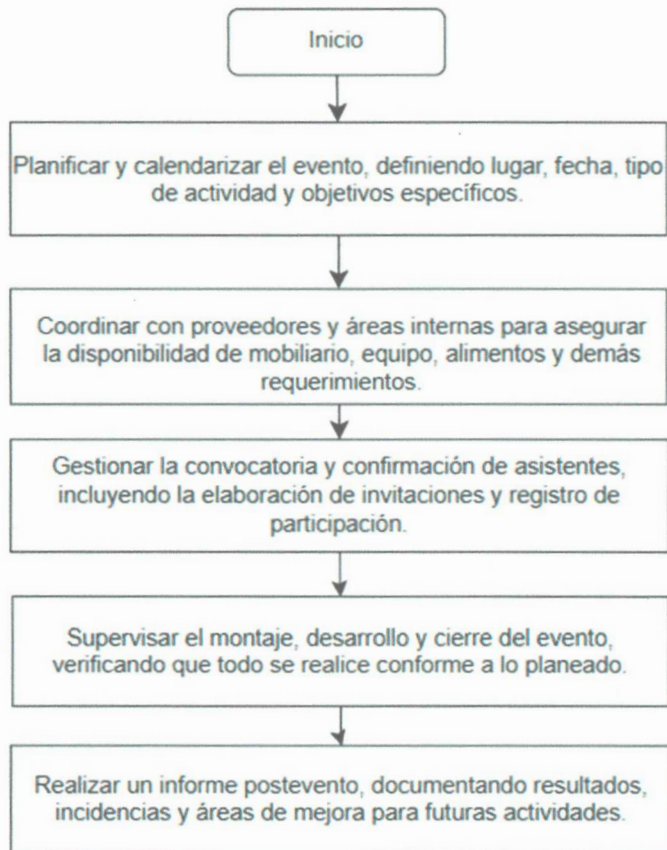 Inicio
Planificar y calendarizar el evento, definiendo lugar, fecha, tipo
de actividad y objetivos específicos.
Coordinar con proveedores y áreas internas para asegurar
la disponibilidad de mobiliario, equipo, alimentos y demás
requerimientos.
Gestionar la convocatoria y confirmación de asistentes,
incluyendo la elaboración de invitaciones y registro de
participación.
Supervisar el montaje, desarrollo y cierre del evento,
verificando que todo se realice conforme a lo planeado.
Realizar un informe postevento, documentando resultados,
incidencias y áreas de mejora para futuras actividades.